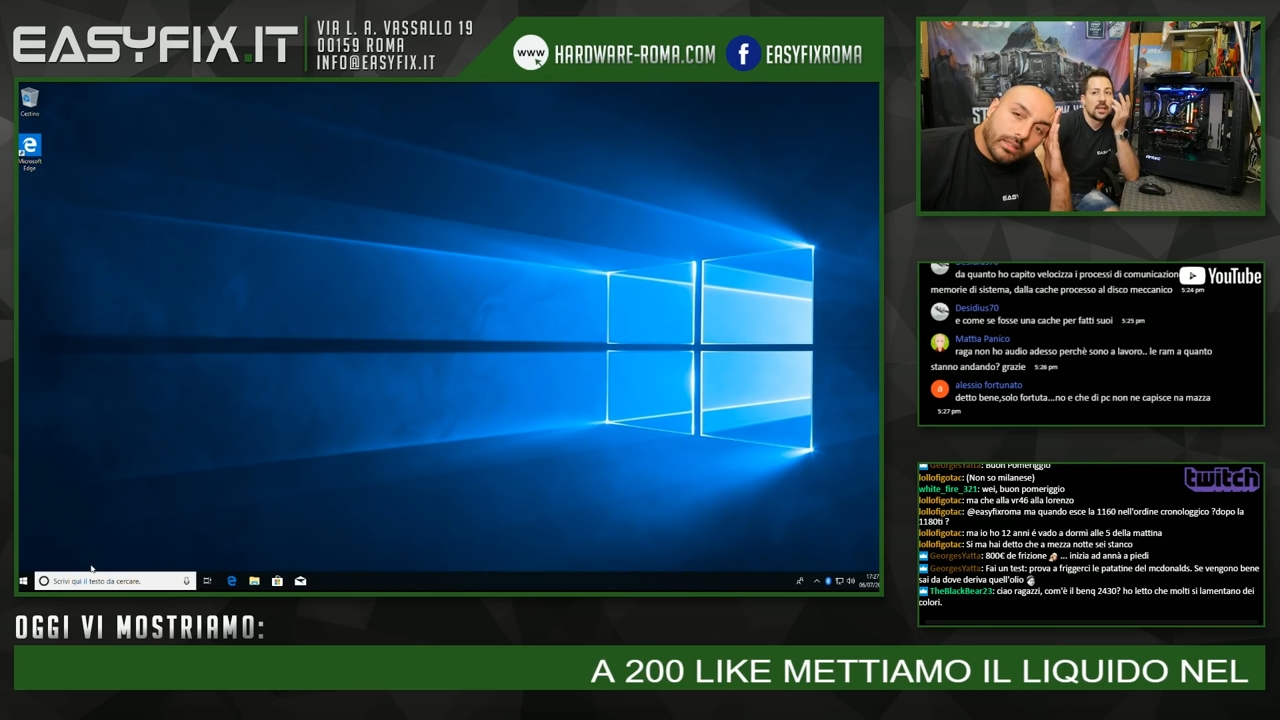 EASYFIX.IT
VIA L. A. VASSALLO 19
00159 ROMA
INFO@EASYFIX.IT
WWW
HARDWARE-ROMA.COM
f EASYFIXROMA
Cestino
Microsoft
Edge
Scrivi qui il testo da cercare.
17:27
antec
EASY
Desidius70
da quanto ho capito velocizza i processi di comunicazion
YouTube
memorie di sistema, dalla cache processo al disco meccanico 5:24 pm
Desidius70
e come se fosse una cache per fatti suoi 5:25 pm
Mattia Panico
raga non ho audio adesso perchè sono a lavoro.. le ram a quanto
stanno andando? grazie 5:26 pm
a alessio fortunato
detto bene,solo fortuta...no e che di pc non ne capisce na mazza
5:27 pm
twitch
GeorgesYatta: Buon Pomeriggio
lollofigotac: (Non so milanese)
white_fire_321: wei, buon pomeriggio
lollofigotac: ma che alla vr46 alla lorenzo
lollofigotac: @easyfixroma ma quando esce la 1160 nell'ordine cronologgico ?dopo la
1180ti ?
lollofigotac: ma io ho 12 anni é vado a dormì alle 5 della mattina
lollofigotac: Si ma hai detto che a mezza notte sei stanco
GeorgesYatta: 800€ de frizione ... inizia ad annà a piedi
GeorgesYatta: Fai un test: prova a friggerci le patatine del mcdonalds. Se vengono bene
sai da dove deriva quell'olio
TheBlackBear23: ciao ragazzi, com'è il benq 2430? ho letto che molti si lamentano dei
colori.
OGGI VI MOSTRIAMO:
A 200 LIKE METTIAMO IL LIQUIDO NEL